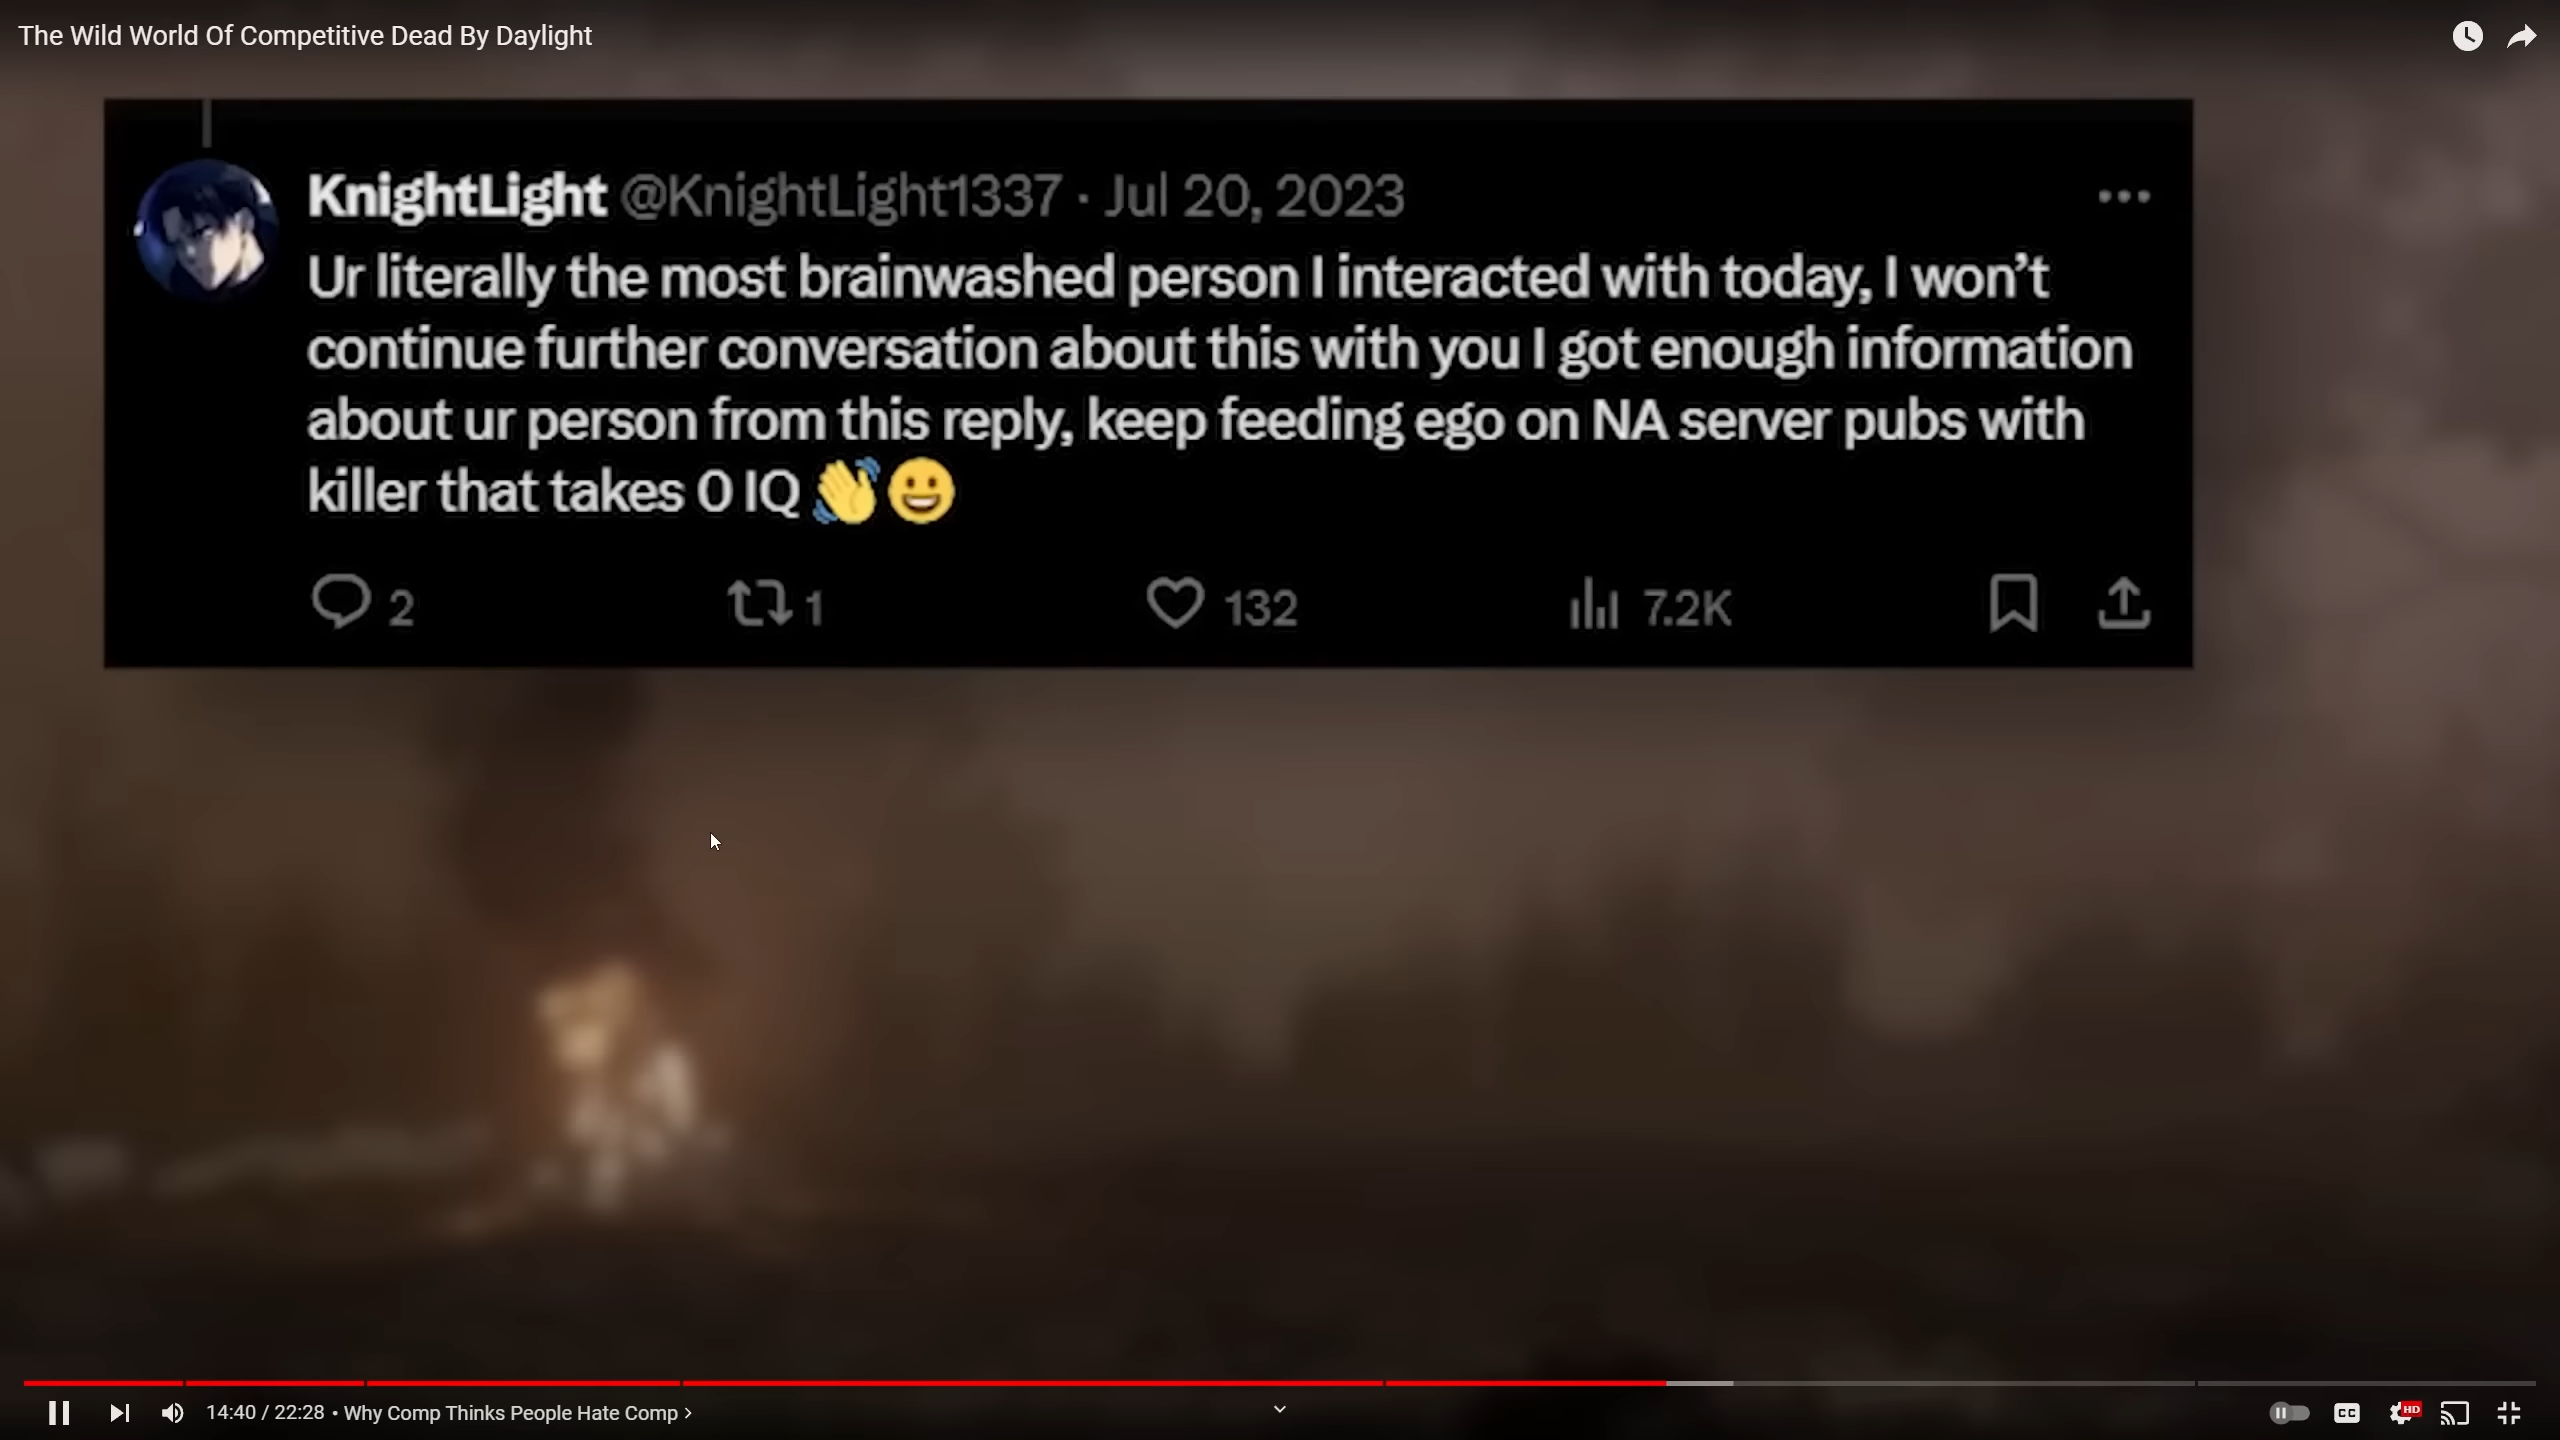 The Wild World Of Competitive Dead By Daylight
KnightLight @KnightLight1337 · Jul 20, 2023
Ur literally the most brainwashed person I interacted with today, I won’t
continue further conversation about this with you I got enough information
about ur person from this reply, keep feeding ego on NA server pubs with
killer that takes 0 IQ 👋😀
2 1 132 7.2K
14:40 / 22:28 • Why Comp Thinks People Hate Comp >
CC HD